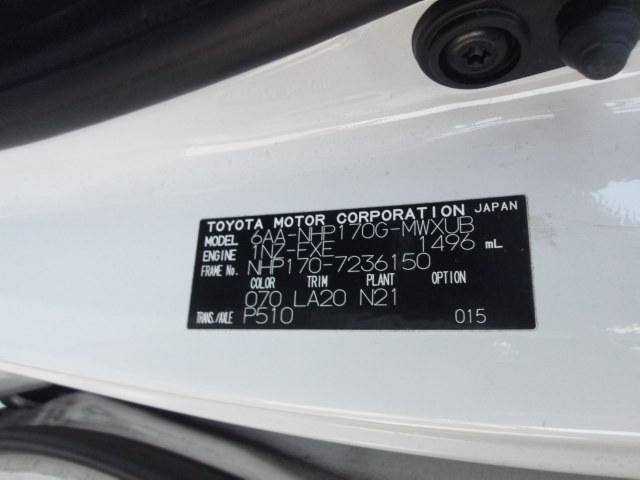 TOYOTA MOTOR CORPORATION JAPAN
MODEL 6AA-NHP170G-MWXUB
ENGINE 1NZ-FXE 1496 mL
FRAME No. NHP170-7236150
COLOR TRIM PLANT OPTION
070 LA20 N21
TRANS./AXLE P510 015